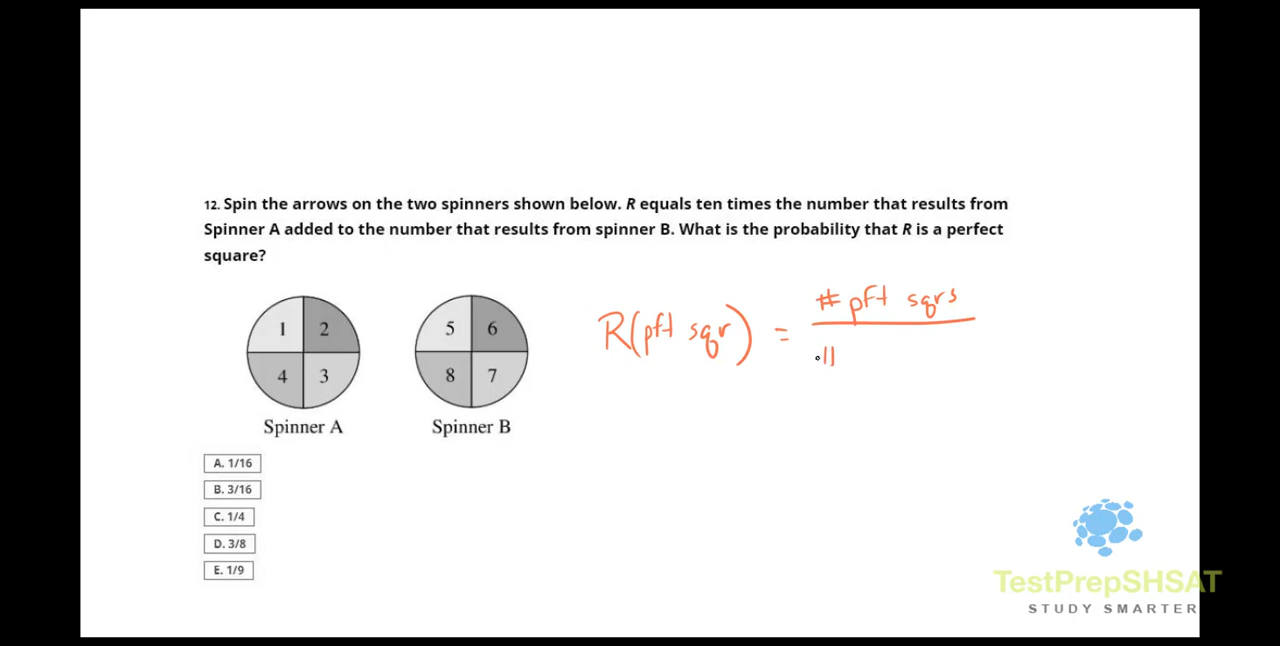 12. Spin the arrows on the two spinners shown below. R equals ten times the number that results from
Spinner A added to the number that results from spinner B. What is the probability that R is a perfect
square?
1 2
4 3
Spinner A
5 6
8 7
Spinner B
R(pft sqr) = # pft sqrs
A. 1/16
B. 3/16
C. 1/4
D. 3/8
E. 1/9
TestPrepSHSAT
STUDY SMARTER